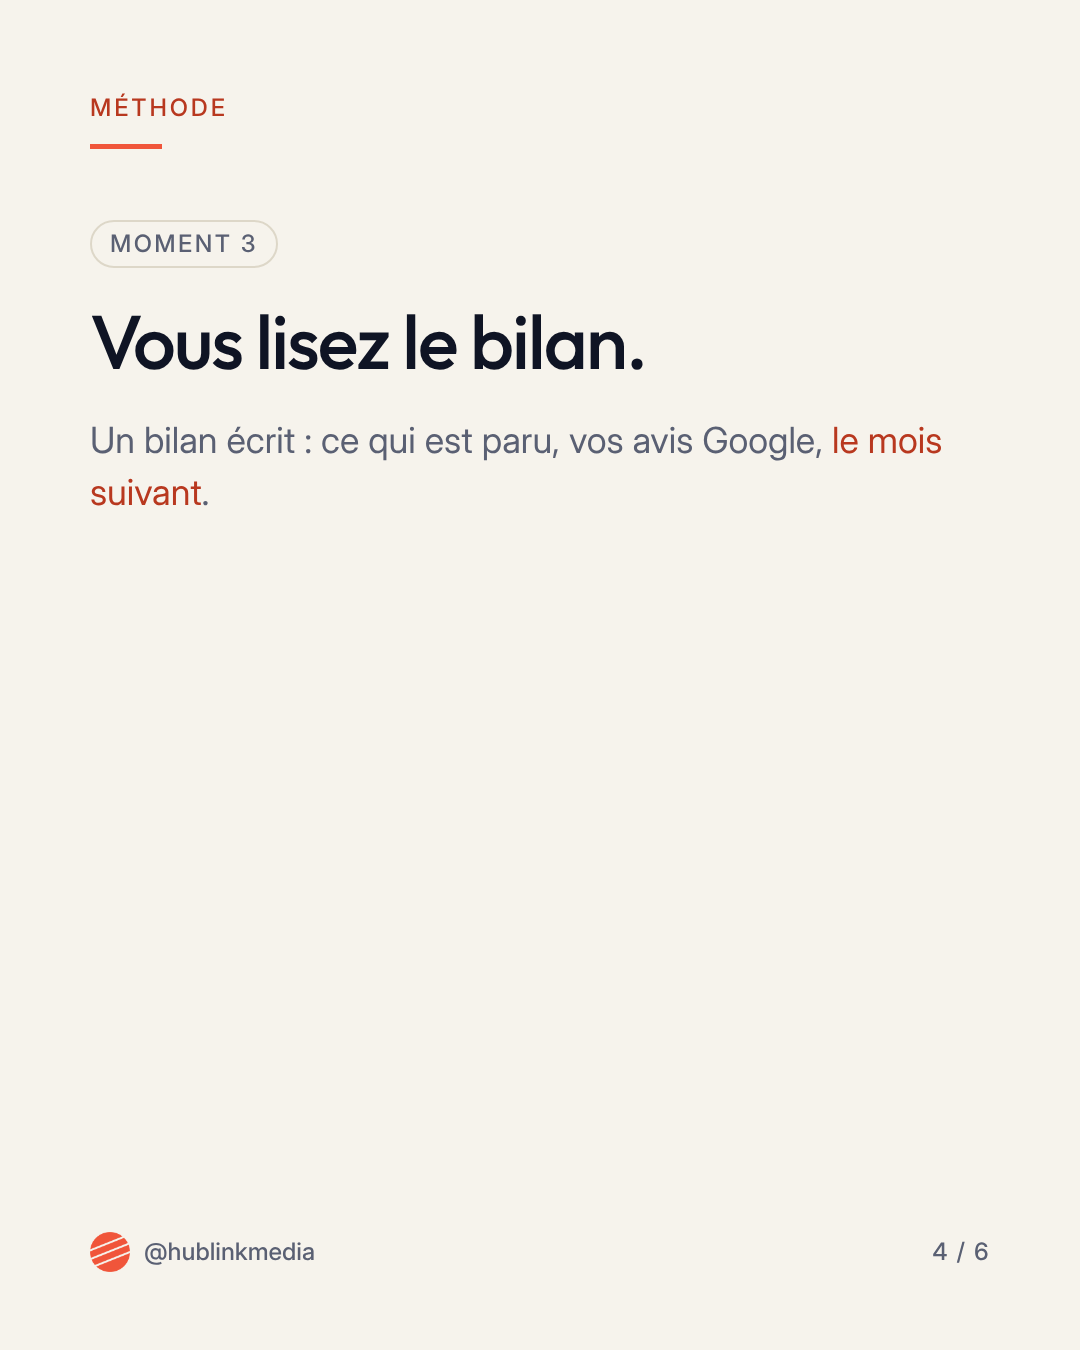 MÉTHODE
MOMENT 3
Vous lisez le bilan.
Un bilan écrit : ce qui est paru, vos avis Google, le mois
suivant.
@hublinkmedia
4 / 6